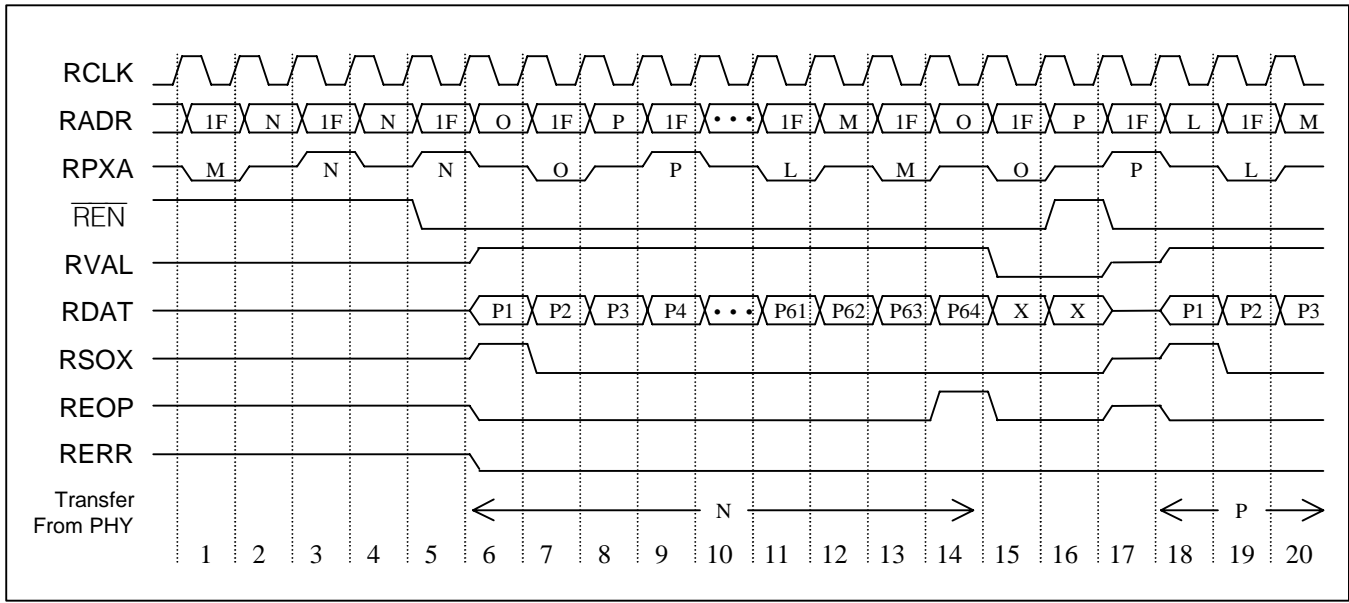 RCLK
RADR 1F N 1F N 1F O 1F P 1F ••• 1F M 1F O 1F P 1F L 1F M
RPXA M N N O P L M O P L
REN
RVAL
RDAT P1 P2 P3 P4 ••• P61 P62 P63 P64 X X P1 P2 P3
RSOX
REOP
RERR
Transfer
From PHY N P
1 2 3 4 5 6 7 8 9 10 11 12 13 14 15 16 17 18 19 20